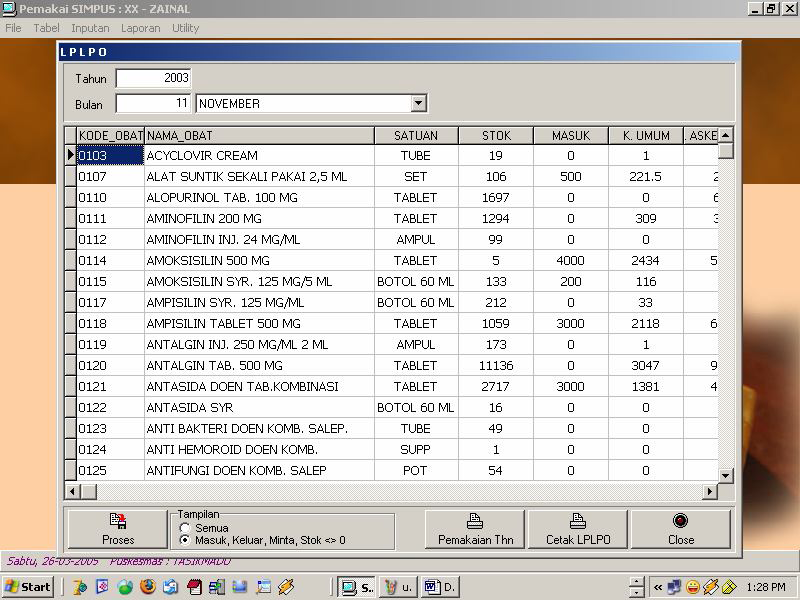 Pemakai SIMPUS : XX - ZAINAL
File Tabel Inputan Laporan Utility
LPLPO
Tahun 2003
Bulan 11 NOVEMBER
KODE_OBAT NAMA_OBAT SATUAN STOK MASUK K. UMUM . ASKE
0103 ACYCLOVIR CREAM TUBE 19 0 1
0107 ALAT SUNTIK SEKALI PAKAI 2,5 ML SET 106 500 221.5 2
0110 ALOPURINOL TAB. 100 MG TABLET 1697 0 0 6
0111 AMINOFILIN 200 MG TABLET 1294 0 309 3
0112 AMINOFILIN INJ. 24 MG/ML AMPUL 99 0 0
0114 AMOKSISILIN 500 MG TABLET 5 4000 2434 5
0115 AMOKSISILIN SYR. 125 MG/5 ML BOTOL 60 ML 133 200 116
0117 AMPISILIN SYR. 125 MG/ML BOTOL 60 ML 212 0 33
0118 AMPISILIN TABLET 500 MG TABLET 1059 3000 2118 6
0119 ANTALGIN INJ. 250 MG/ML 2 ML AMPUL 173 0 1
0120 ANTALGIN TAB. 500 MG TABLET 11136 0 3047 9
0121 ANTASIDA DOEN TAB.KOMBINASI TABLET 2717 3000 1381 4
0122 ANTASIDA SYR BOTOL 60 ML 16 0 0
0123 ANTI BAKTERI DOEN KOMB. SALEP. TUBE 49 0 0
0124 ANTI HEMOROID DOEN KOMB. SUPP 1 0 0
0125 ANTIFUNGI DOEN KOMB. SALEP POT 54 0 0
Proses
Tampilan
Semua
Masuk, Keluar, Minta, Stok <> 0
Pemakaian Thn
Cetak LPLPO
Close
Sabtu, 26-03-2005 Puskesmas : TASIKMADU
Start S.. u. D. « 1:28 PM